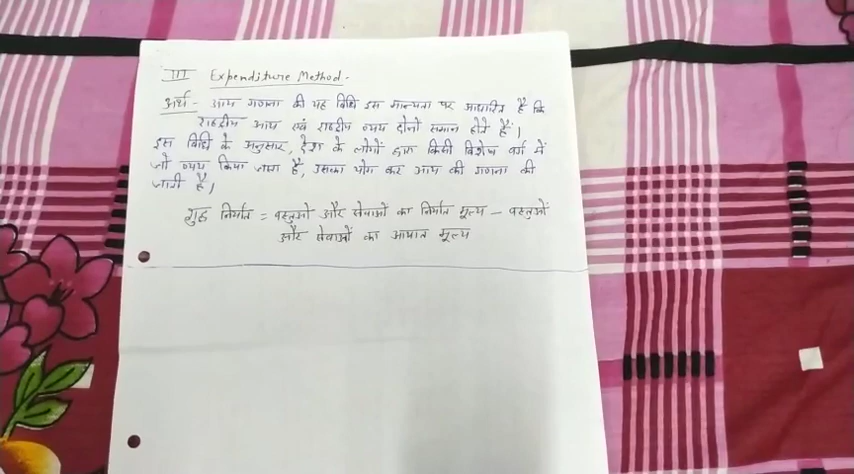 III Expenditure Method -
अर्थ - आय गणना की यह विधि इस मान्यता पर आधारित है कि
राष्ट्रीय आय एवं राष्ट्रीय व्यय दोनों समान होते हैं।
इस विधि के अनुसार, देश के लोगों द्वारा किसी विशेष वर्ग में
जो व्यय किया जाता है, उसका योग कर आय की गणना की
जाती है।
शुद्ध निर्यात = वस्तुओं और सेवाओं का निर्यात मूल्य - वस्तुओं
और सेवाओं का आयात मूल्य